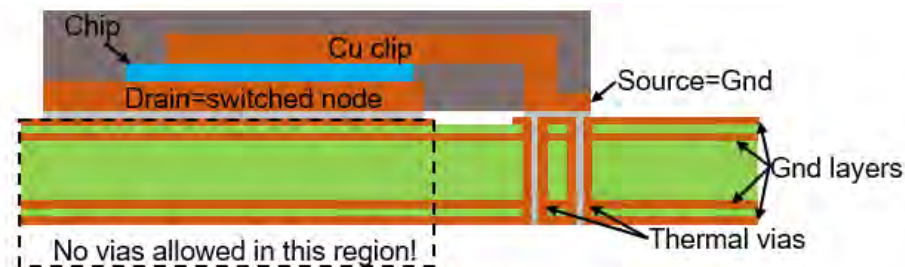 Chip
Cu clip
Source=Gnd
Drain=switched node
Gnd layers
Thermal vias
No vias allowed in this region!